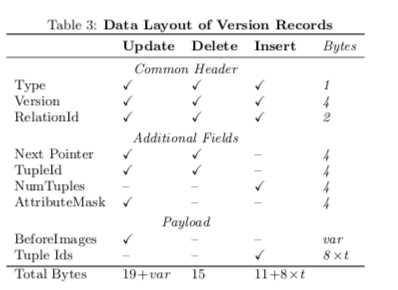 Table 3: Data Layout of Version Records
Update Delete Insert Bytes
Common Header
Type ✓ ✓ ✓ 1
Version ✓ ✓ ✓ 4
RelationId ✓ ✓ ✓ 2
Additional Fields
Next Pointer ✓ ✓ – 4
TupleId ✓ ✓ – 4
NumTuples – – ✓ 4
AttributeMask ✓ – – 4
Payload
BeforeImages ✓ – – var
Tuple Ids – – ✓ 8×t
Total Bytes 19+var 15 11+8×t